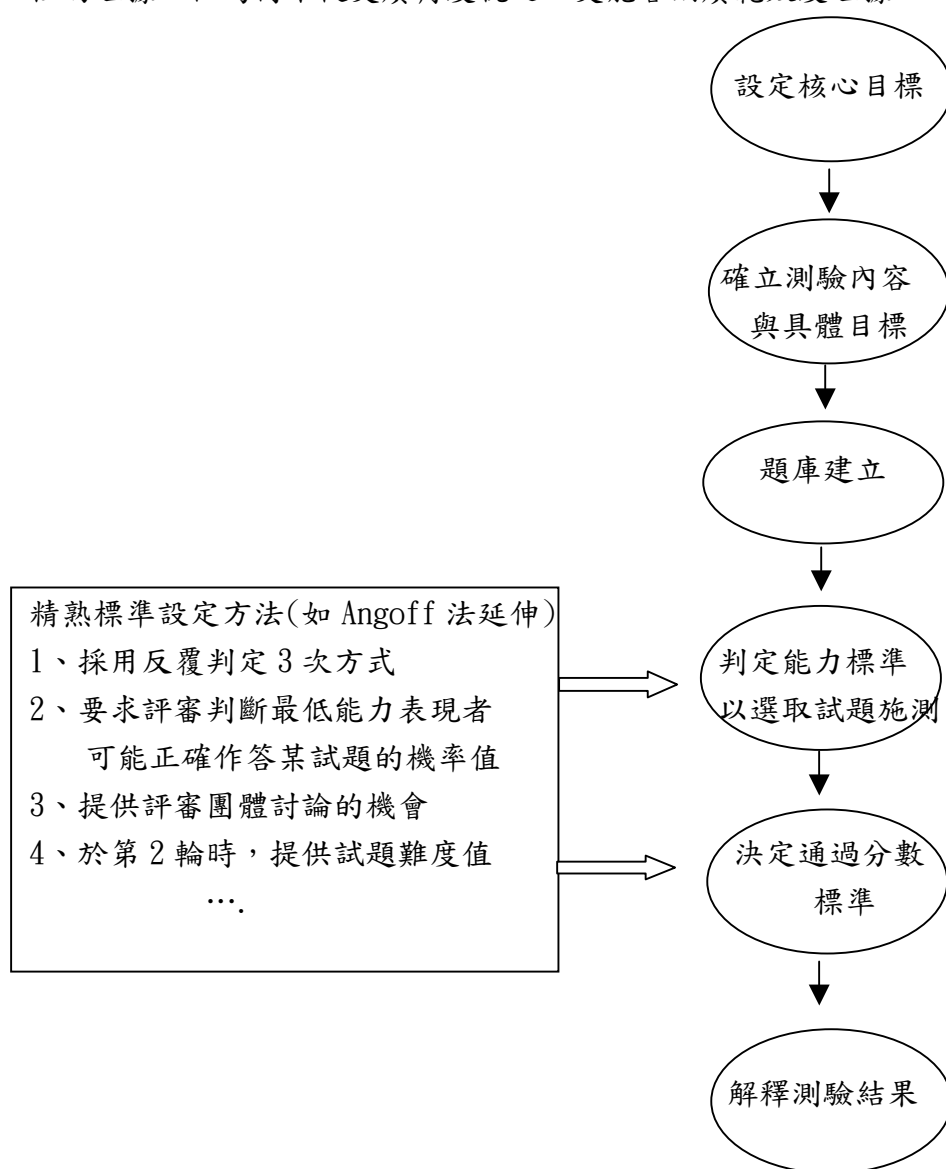 設定核心目標
確立測驗內容
與具體目標
題庫建立
精熟標準設定方法(如 Angoff 法延伸)
1、採用反覆判定3次方式
2、要求評審判斷最低能力表現者
可能正確作答某試題的機率值
3、提供評審團體討論的機會
4、於第2輪時，提供試題難度值
….
判定能力標準
以選取試題施測
決定通過分數
標準
解釋測驗結果